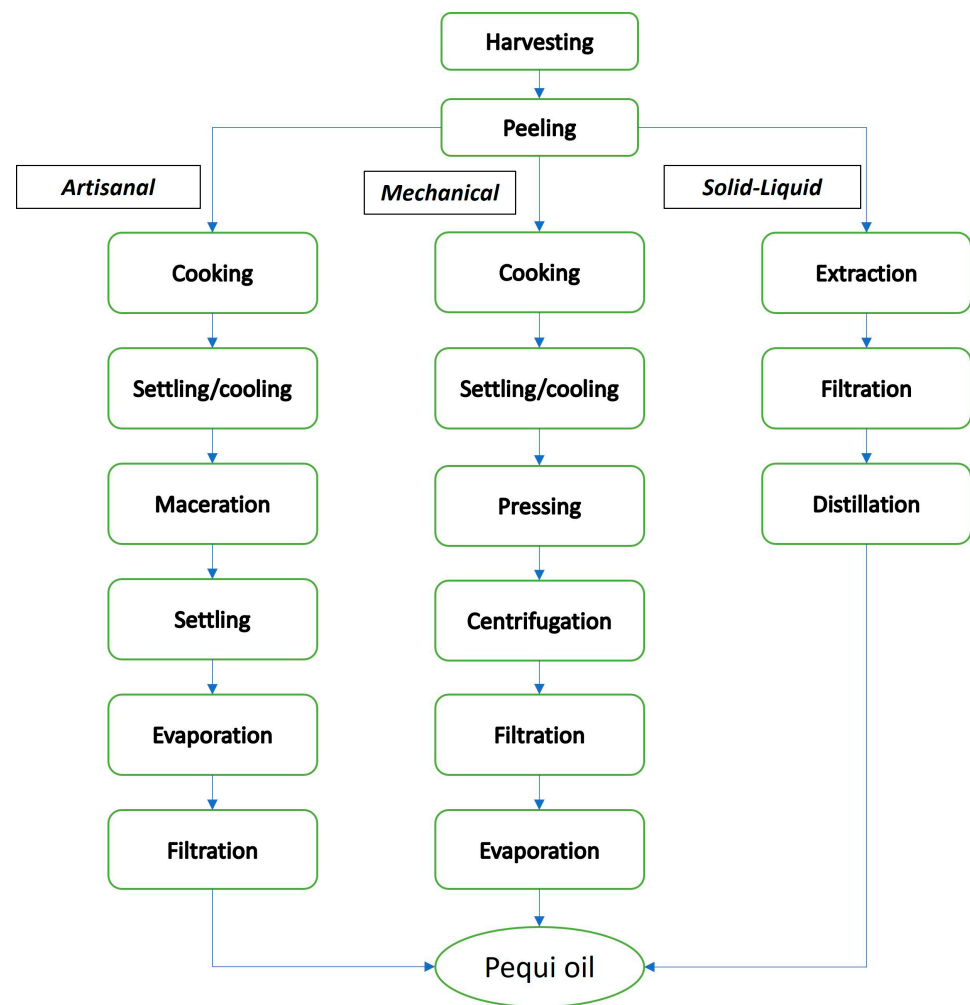 Harvesting
Peeling
Artisanal
Mechanical
Solid-Liquid
Cooking
Cooking
Extraction
Settling/cooling
Settling/cooling
Filtration
Maceration
Pressing
Distillation
Settling
Centrifugation
Evaporation
Filtration
Filtration
Evaporation
Pequi oil